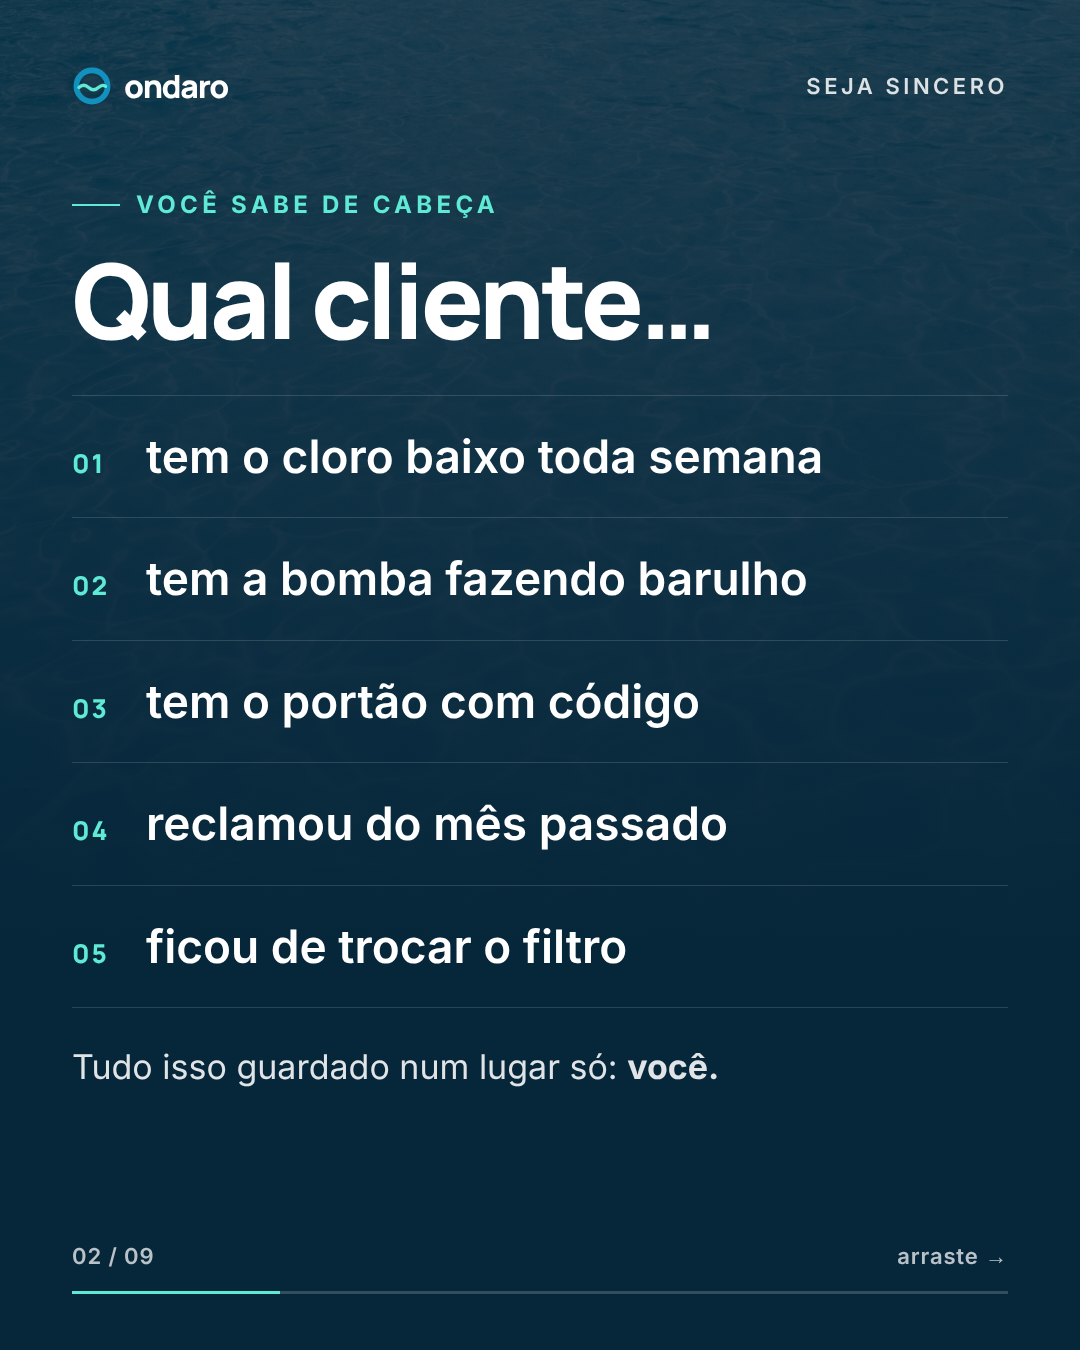 ondaro
SEJA SINCERO
VOCÊ SABE DE CABEÇA
Qual cliente...
01 tem o cloro baixo toda semana
02 tem a bomba fazendo barulho
03 tem o portão com código
04 reclamou do mês passado
05 ficou de trocar o filtro
Tudo isso guardado num lugar só: você.
02 / 09
arraste →